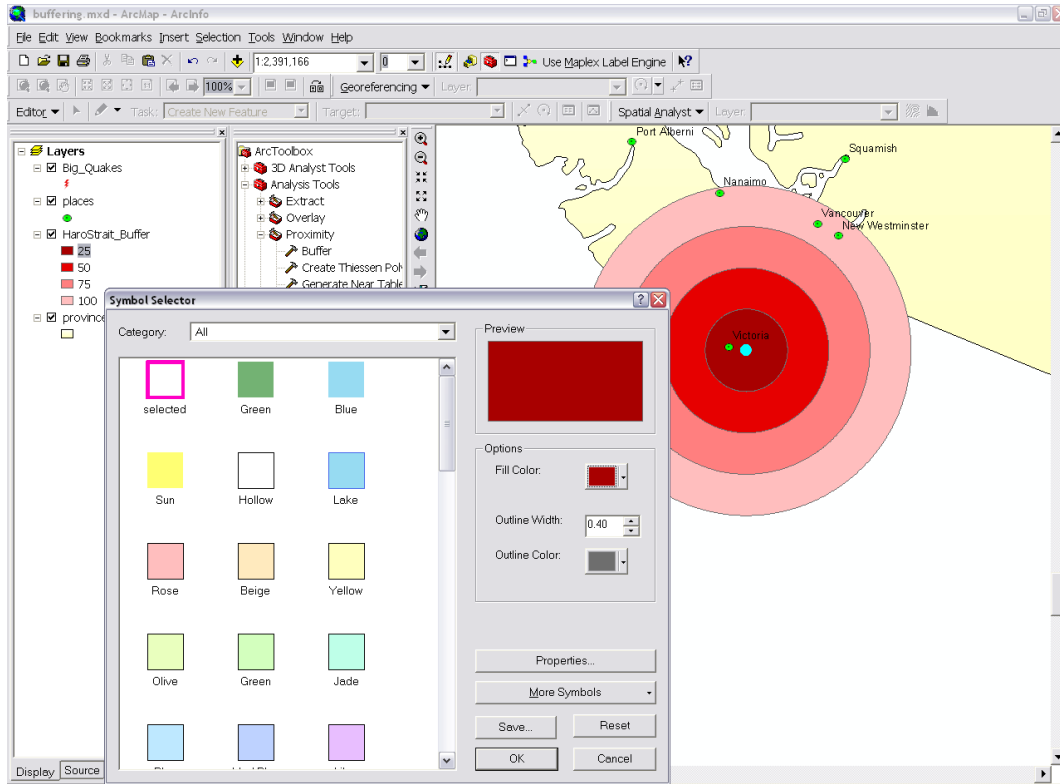 buffering.mxd - ArcMap - ArcInfo
File Edit View Bookmarks Insert Selection Tools Window Help
1:2,391,166 0 Use Maplex Label Engine
100% Georeferencing Layer:
Editor Task: Create New Feature Target: Spatial Analyst Layer:
Layers
Big_Quakes
places
HaroStrait_Buffer
25
50
75
100
province
Display Source
ArcToolbox
3D Analyst Tools
Analysis Tools
Extract
Overlay
Proximity
Buffer
Create Thiessen Poly
Generate Near Table
Port Alberni
Squamish
Nanaimo
Vancouver
New Westminster
Victoria
Symbol Selector
Category: All
selected Green Blue
Sun Hollow Lake
Rose Beige Yellow
Olive Green Jade
Preview
Options
Fill Color:
Outline Width: 0.40
Outline Color:
Properties...
More Symbols
Save... Reset
OK Cancel